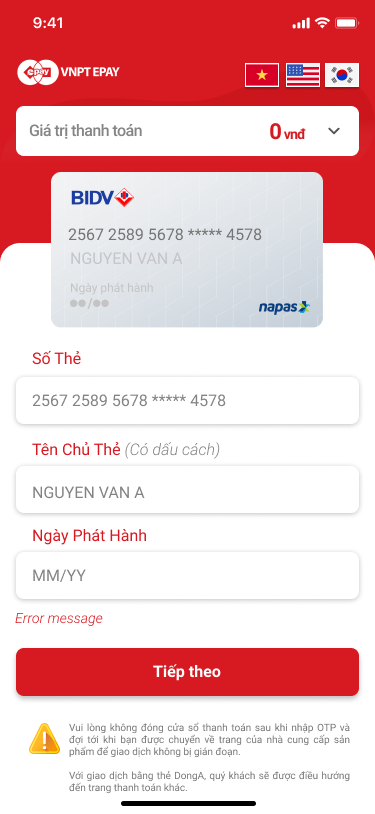 9:41
epay VNPT EPAY
Giá trị thanh toán 0 vnđ
BIDV
2567 2589 5678 ***** 4578
NGUYEN VAN A
Ngày phát hành
●●/●●
napas
Số Thẻ
2567 2589 5678 ***** 4578
Tên Chủ Thẻ (Có dấu cách)
NGUYEN VAN A
Ngày Phát Hành
MM/YY
Error message
Tiếp theo
Vui lòng không đóng cửa sổ thanh toán sau khi nhập OTP và
đợi tới khi bạn được chuyển về trang của nhà cung cấp sản
phẩm để giao dịch không bị gián đoạn.
Với giao dịch bằng thẻ DongA, quý khách sẽ được điều hướng
đến trang thanh toán khác.